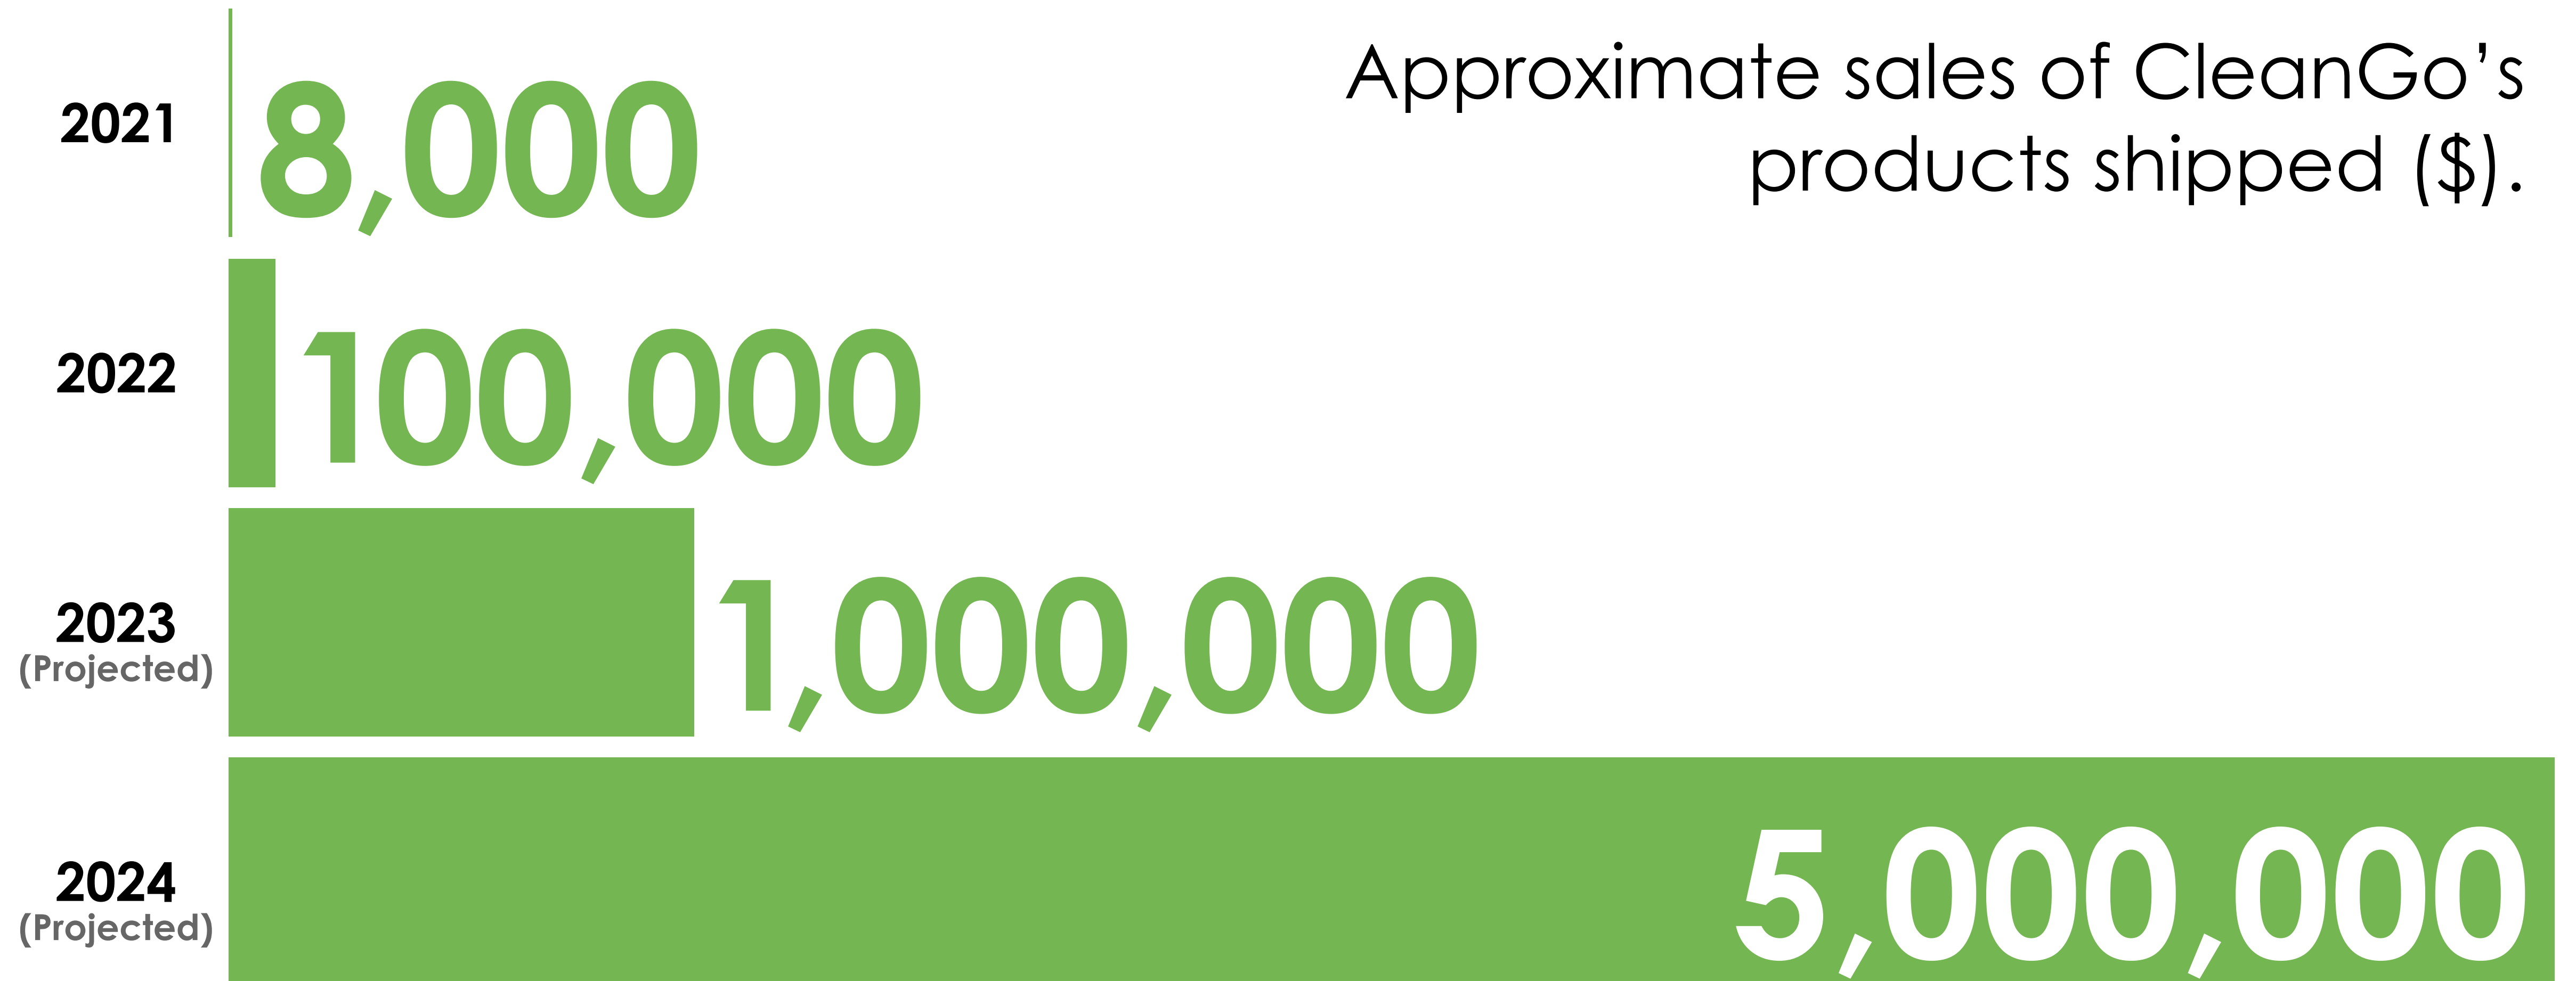 Approximate sales of CleanGo’s
products shipped ($).
2021
8,000
2022
100,000
2023
(Projected)
1,000,000
2024
(Projected)
5,000,000